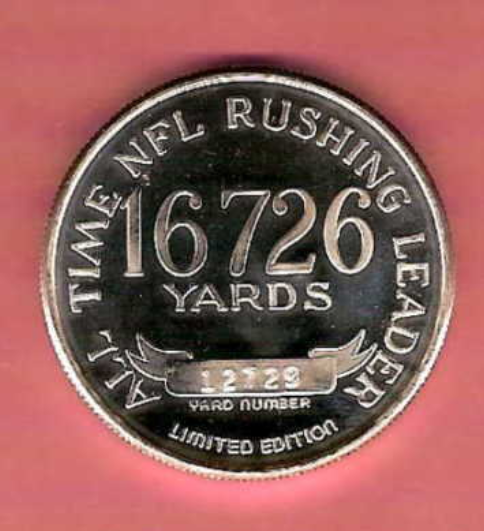 ALL TIME NFL RUSHING LEADER
16726
YARDS
12729
YARD NUMBER
LIMITED EDITION